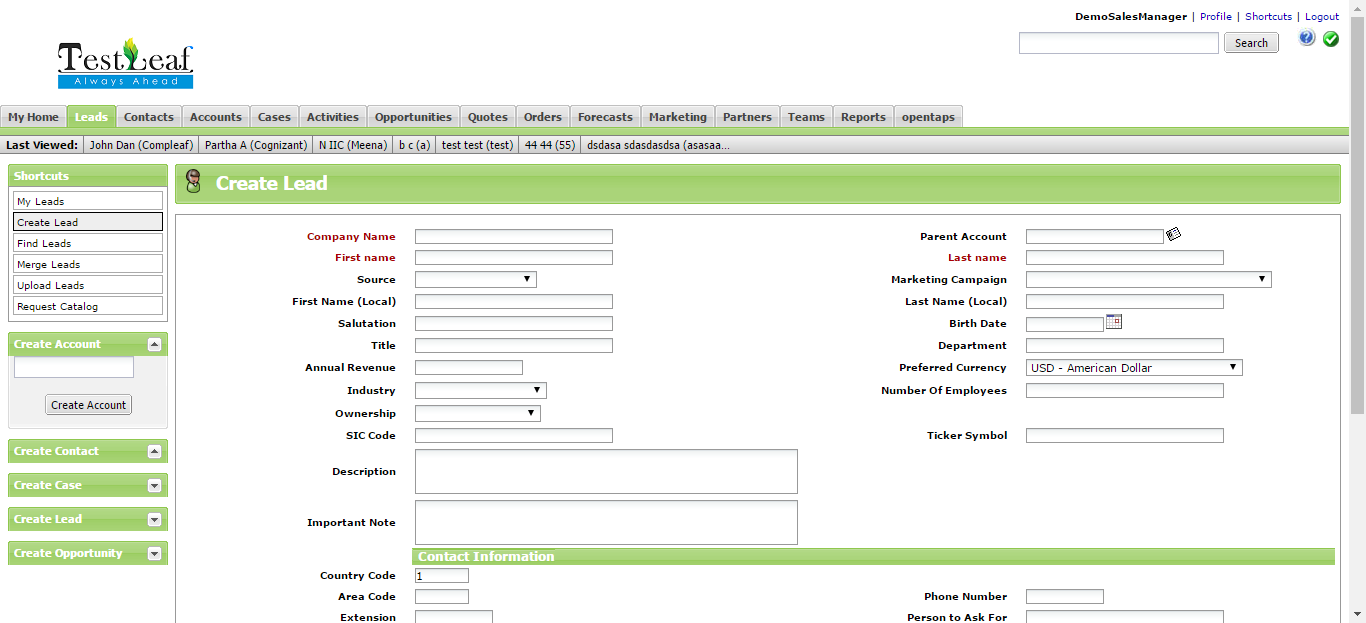 DemoSalesManager | Profile | Shortcuts | Logout
Search
TestLeaf
Always Ahead
My Home Leads Contacts Accounts Cases Activities Opportunities Quotes Orders Forecasts Marketing Partners Teams Reports opentaps
Last Viewed: John Dan (Compleaf) Partha A (Cognizant) N IIC (Meena) b c (a) test test (test) 44 44 (55) dsdasa sdasdasdsa (asasaa...
Shortcuts
My Leads
Create Lead
Find Leads
Merge Leads
Upload Leads
Request Catalog
Create Account
Create Account
Create Contact
Create Case
Create Lead
Create Opportunity
Create Lead
Company Name Parent Account
First name Last name
Source Marketing Campaign
First Name (Local) Last Name (Local)
Salutation Birth Date
Title Department
Annual Revenue Preferred Currency USD - American Dollar
Industry Number Of Employees
Ownership
SIC Code Ticker Symbol
Description
Important Note
Contact Information
Country Code 1
Area Code Phone Number
Extension Person to Ask For